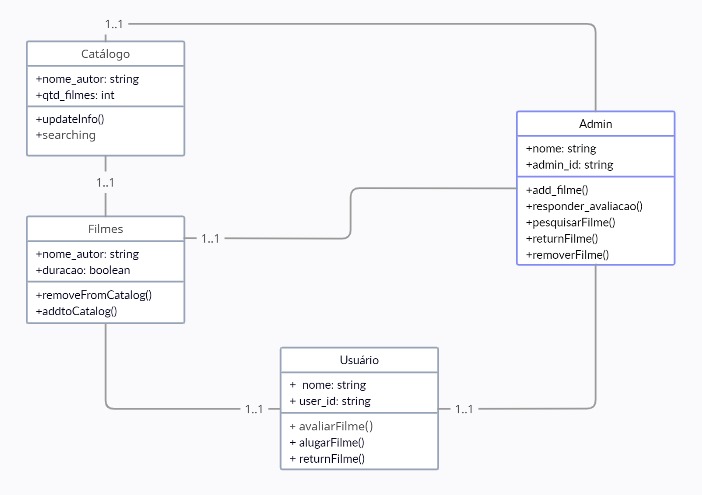 1..1
Catálogo
+nome_autor: string
+qtd_filmes: int
+updateInfo()
+searching
1..1
Filmes
+nome_autor: string
+duracao: boolean
+removeFromCatalog()
+addtoCatalog()
1..1
Admin
+nome: string
+admin_id: string
+add_filme()
+responder_avaliacao()
+pesquisarFilme()
+returnFilme()
+removerFilme()
1..1
Usuário
+ nome: string
+ user_id: string
+ avaliarFilme()
+ alugarFilme()
+ returnFilme()
1..1